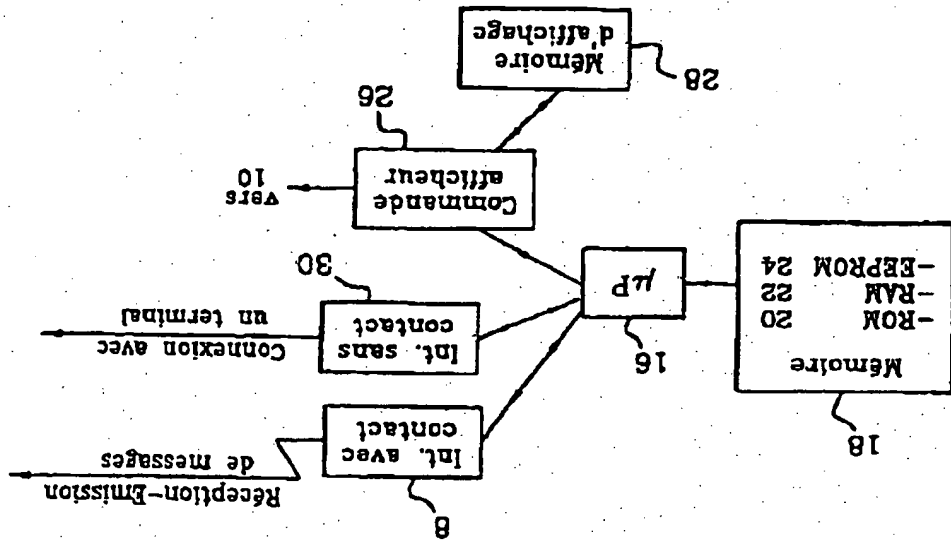 18
Mémoire
-ROM 20
-RAM 22
-EEPROM 24
16
µP
8
Int. avec
contact
Réception-Emission
de messages
Int. sans
contact
30
Connexion avec
un terminal
Commande
afficheur
26
vers
10
Mémoire
d'affichage
28